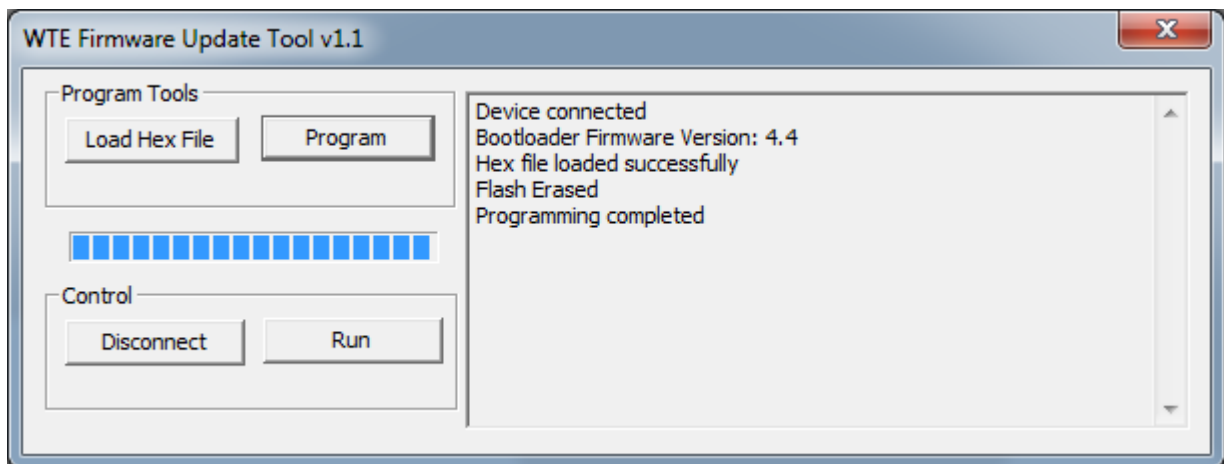 WTE Firmware Update Tool v1.1
Program Tools
Load Hex File
Program
Control
Disconnect
Run
Device connected
Bootloader Firmware Version: 4.4
Hex file loaded successfully
Flash Erased
Programming completed